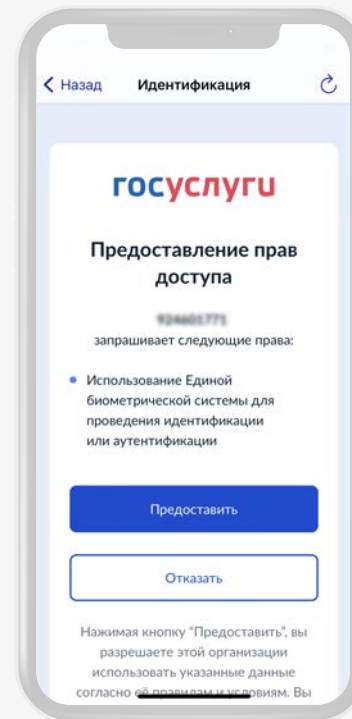 Назад Идентификация
госуслуги
Предоставление прав
доступа
запрашивает следующие права:
Использование Единой
биометрической системы для
проведения идентификации
или аутентификации
Предоставить
Отказать
Нажимая кнопку "Предоставить", вы
разрешаете этой организации
использовать указанные данные
согласно её правилам и условиям. Вы